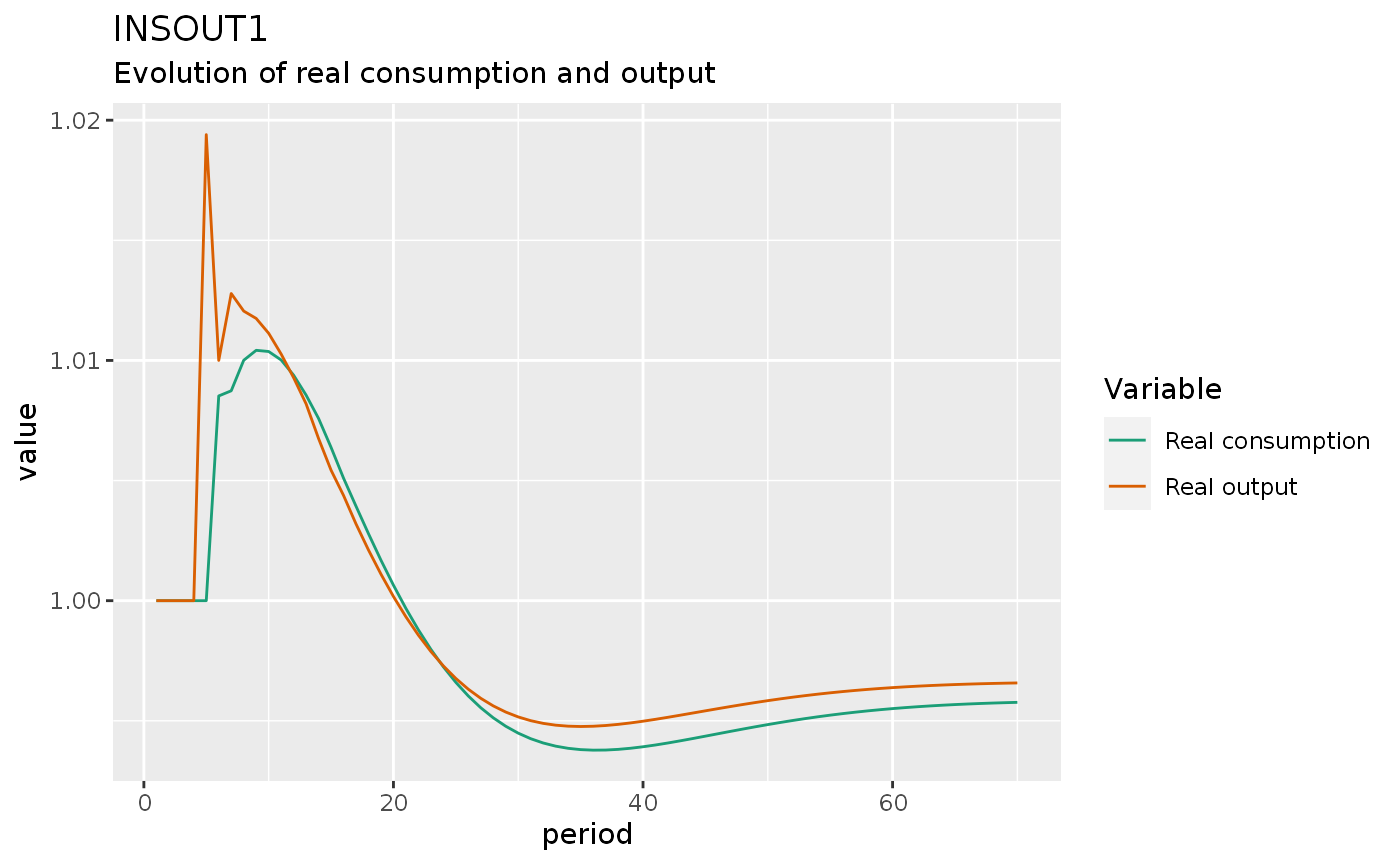 INSOUT1
Evolution of real consumption and output
1.02
1.01
1.00
value
0 20 40 60
period
Variable
Real consumption
Real output